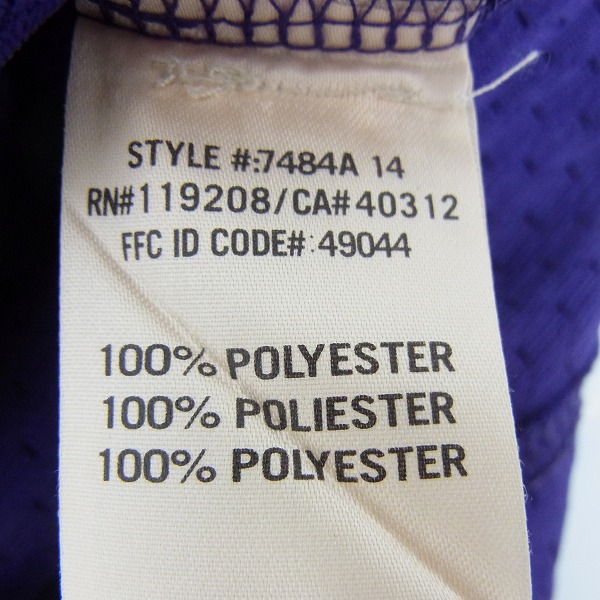 STYLE #:7484A 14
RN#119208/CA#40312
FFC ID CODE#:49044
100% POLYESTER
100% POLIESTER
100% POLYESTER